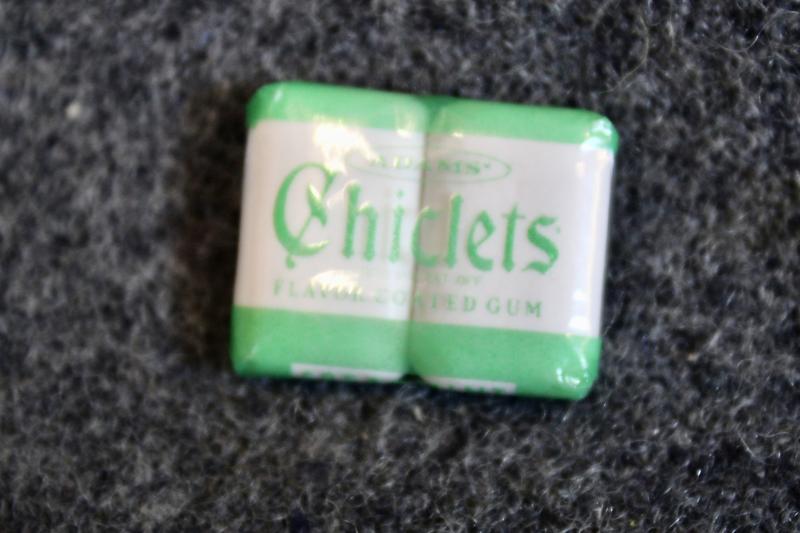 ADAMS
Chiclets
FLAVOR COATED GUM